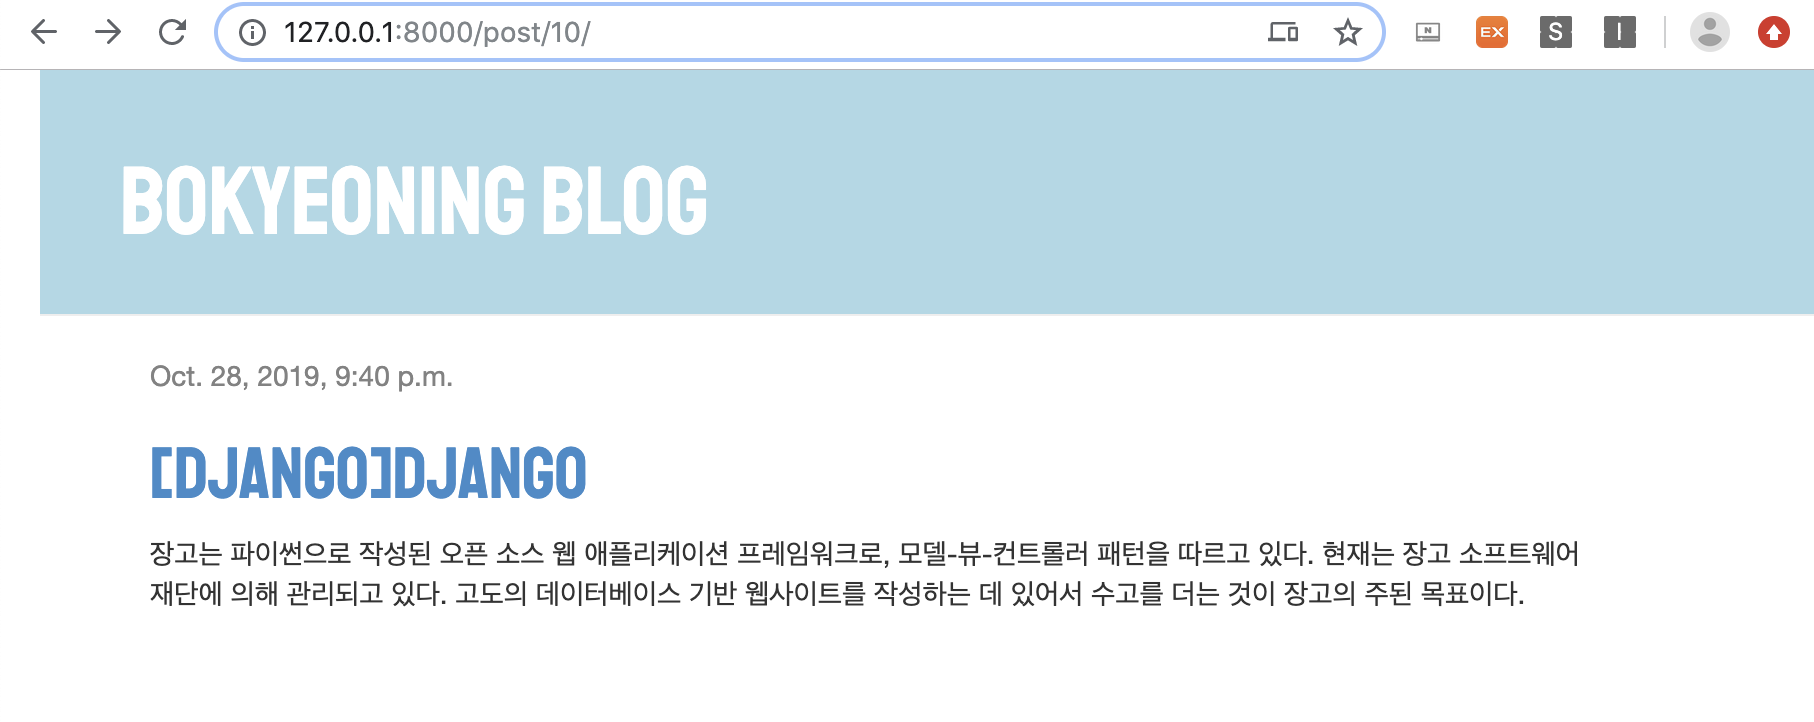 127.0.0.1:8000/post/10/
N EX S I
BOKYEONING BLOG
Oct. 28, 2019, 9:40 p.m.
[DJANGO]DJANGO
장고는 파이썬으로 작성된 오픈 소스 웹 애플리케이션 프레임워크로, 모델-뷰-컨트롤러 패턴을 따르고 있다. 현재는 장고 소프트웨어
재단에 의해 관리되고 있다. 고도의 데이터베이스 기반 웹사이트를 작성하는 데 있어서 수고를 더는 것이 장고의 주된 목표이다.